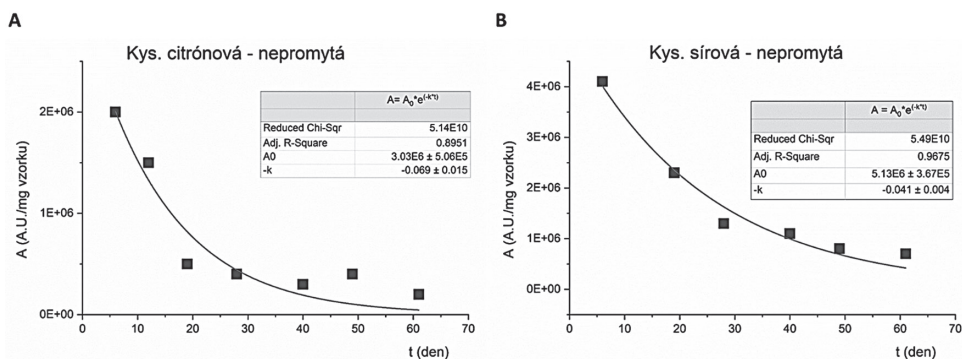 A
Kys. citrónová - nepromytá
A= A₀*e^(-k*t)
Reduced Chi-Sqr 5.14E10
Adj. R-Square 0.8951
A0 3.03E6 ± 5.06E5
-k -0.069 ± 0.015
A (A.U./mg vzorku)
2E+06
1E+06
0E+00
0 10 20 30 40 50 60 70
t (den)
B
Kys. sírová - nepromytá
A = A₀*e^(-k*t)
Reduced Chi-Sqr 5.49E10
Adj. R-Square 0.9675
A0 5.13E6 ± 3.67E5
-k -0.041 ± 0.004
A (A.U./mg vzorku)
4E+06
3E+06
2E+06
1E+06
0E+00
0 10 20 30 40 50 60 70
t (den)